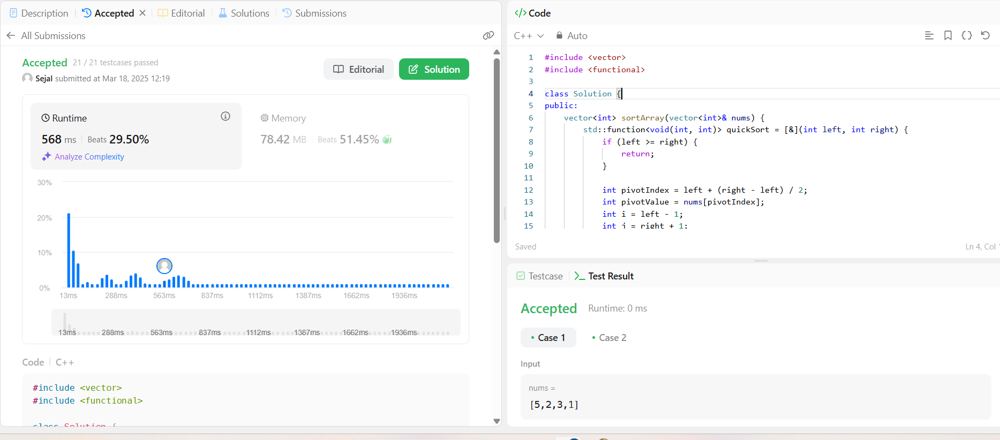 Description
Accepted
Editorial
Solutions
Submissions
All Submissions
Accepted 21 / 21 testcases passed
Sejal submitted at Mar 18, 2025 12:19
Editorial
Solution
Runtime
568 ms Beats 29.50%
Analyze Complexity
Memory
78.42 MB Beats 51.45%
30%
20%
10%
0%
13ms 288ms 563ms 837ms 1112ms 1387ms 1662ms 1936ms
13ms 288ms 563ms 837ms 1112ms 1387ms 1662ms 1936ms
Code C++
#include <vector>
#include <functional>
class Solution {
</> Code
C++ Auto
1 #include <vector>
2 #include <functional>
3
4 class Solution {
5 public:
6 vector<int> sortArray(vector<int>& nums) {
7 std::function<void(int, int)> quickSort = [&](int left, int right) {
8 if (left >= right) {
9 return;
10 }
11
12 int pivotIndex = left + (right - left) / 2;
13 int pivotValue = nums[pivotIndex];
14 int i = left - 1;
15 int j = right + 1;
Saved
Ln 4, Col
Testcase
Test Result
Accepted Runtime: 0 ms
Case 1
Case 2
Input
nums =
[5,2,3,1]